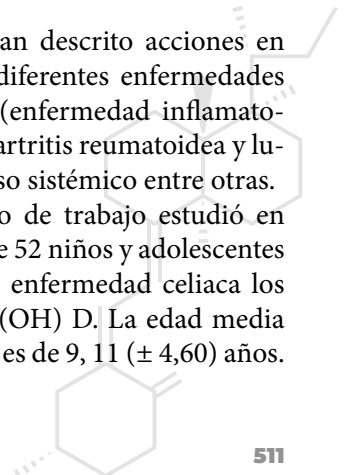 an descrito acciones en
diferentes enfermedades
(enfermedad inflamato-
artritis reumatoidea y lu-
so sistémico entre otras.
o de trabajo estudió en
e 52 niños y adolescentes
enfermedad celiaca los
(OH) D. La edad media
es de 9, 11 (± 4,60) años.
511